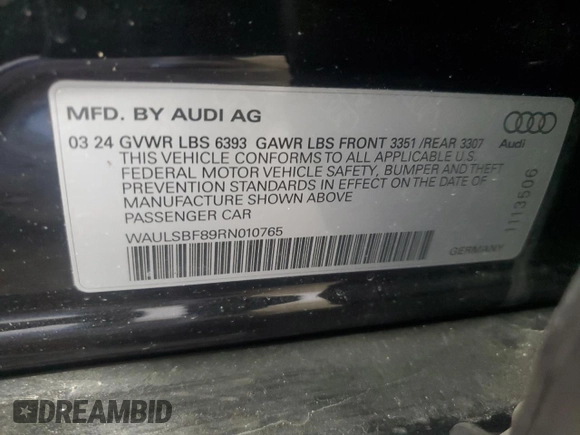 MFD. BY AUDI AG
03 24 GVWR LBS 6393 GAWR LBS FRONT 3351 /REAR 3307
THIS VEHICLE CONFORMS TO ALL APPLICABLE U.S.
FEDERAL MOTOR VEHICLE SAFETY, BUMPER AND THEFT
PREVENTION STANDARDS IN EFFECT ON THE DATE OF
MANUFACTURE SHOWN ABOVE
PASSENGER CAR
WAULSBF89RN010765
GERMANY
Audi
1113506
DREAMBID